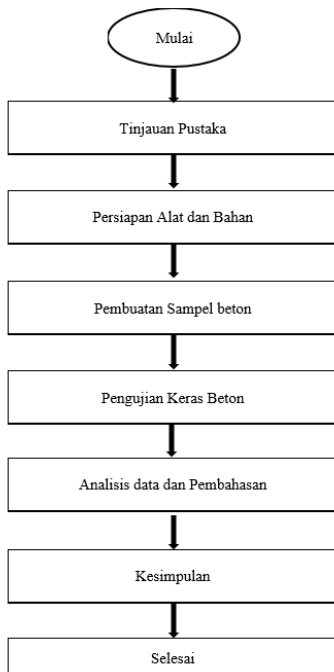 Mulai
Tinjauan Pustaka
Persiapan Alat dan Bahan
Pembuatan Sampel beton
Pengujian Keras Beton
Analisis data dan Pembahasan
Kesimpulan
Selesai